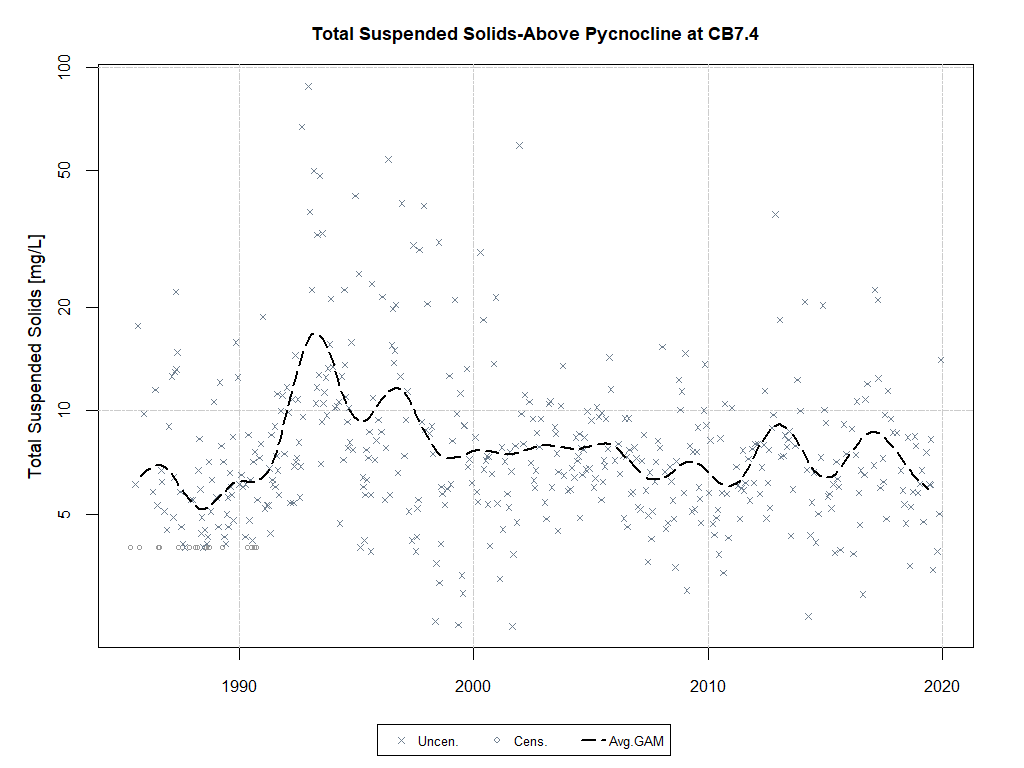 Total Suspended Solids-Above Pycnocline at CB7.4
Total Suspended Solids [mg/L]
100
50
20
10
5
1990 2000 2010 2020
Uncen. Cens. Avg.GAM